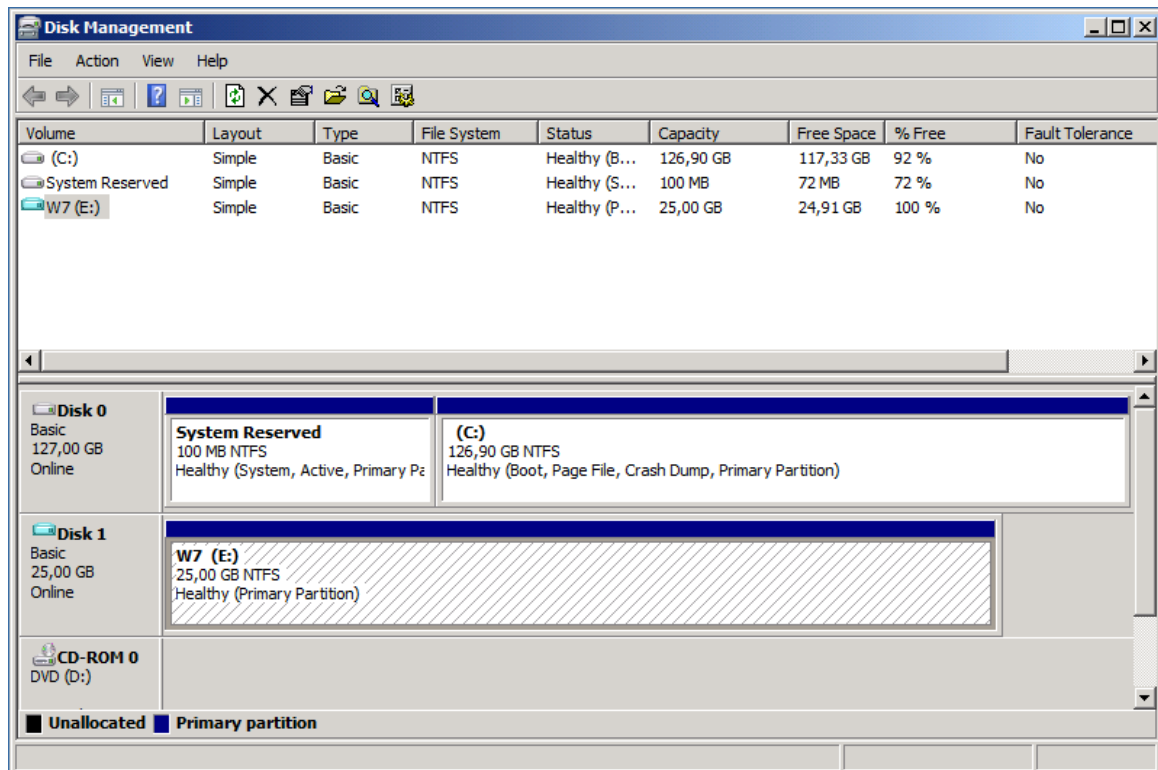 Disk Management
File Action View Help
Volume Layout Type File System Status Capacity Free Space % Free Fault Tolerance
(C:) Simple Basic NTFS Healthy (B... 126,90 GB 117,33 GB 92 % No
System Reserved Simple Basic NTFS Healthy (S... 100 MB 72 MB 72 % No
W7 (E:) Simple Basic NTFS Healthy (P... 25,00 GB 24,91 GB 100 % No
Disk 0
Basic
127,00 GB
Online
System Reserved
100 MB NTFS
Healthy (System, Active, Primary Pa
(C:)
126,90 GB NTFS
Healthy (Boot, Page File, Crash Dump, Primary Partition)
Disk 1
Basic
25,00 GB
Online
W7 (E:)
25,00 GB NTFS
Healthy (Primary Partition)
CD-ROM 0
DVD (D:)
Unallocated Primary partition